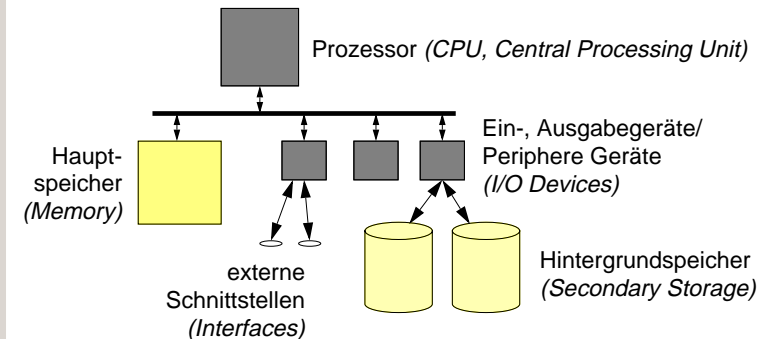 Prozessor (CPU, Central Processing Unit)
Haupt-
speicher
(Memory)
Ein-, Ausgabegeräte/
Periphere Geräte
(I/O Devices)
externe
Schnittstellen
(Interfaces)
Hintergrundspeicher
(Secondary Storage)